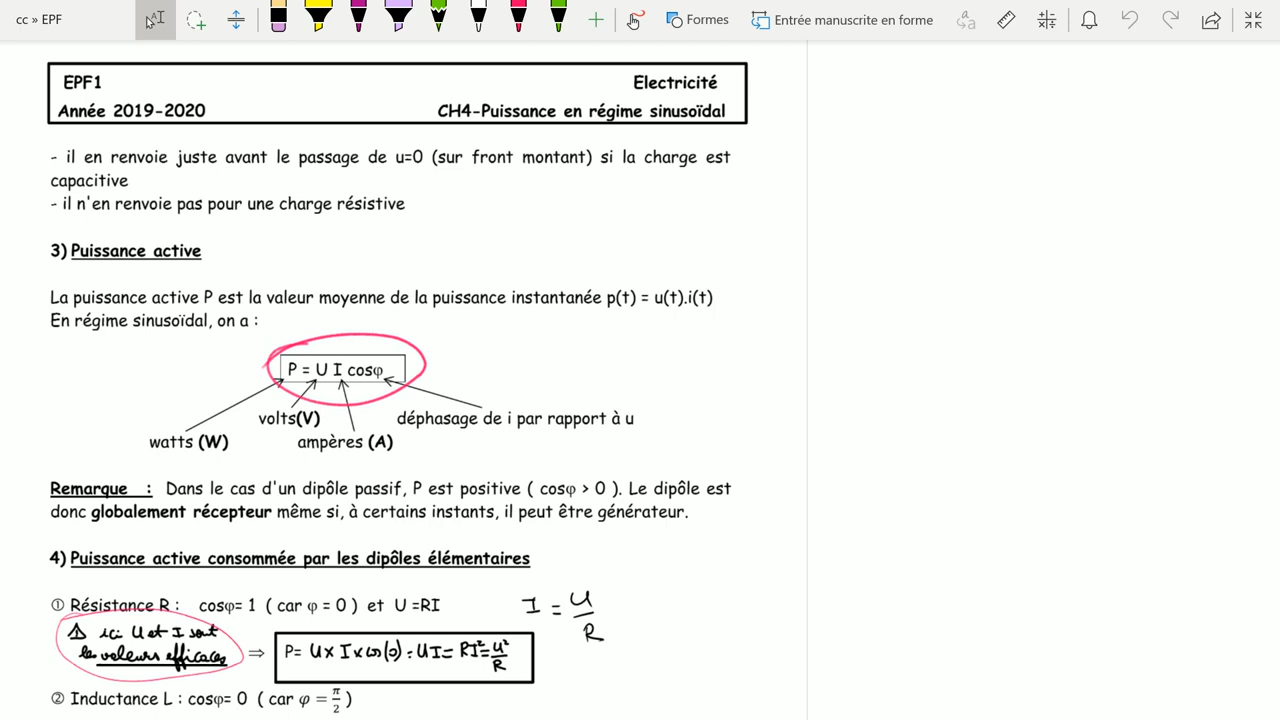 cc » EPF
Formes
Entrée manuscrite en forme
EPF1 Electricité
Année 2019-2020 CH4-Puissance en régime sinusoïdal
- il en renvoie juste avant le passage de u=0 (sur front montant) si la charge est
capacitive
- il n'en renvoie pas pour une charge résistive
3) Puissance active
La puissance active P est la valeur moyenne de la puissance instantanée p(t) = u(t).i(t)
En régime sinusoïdal, on a :
P = U I cosφ
volts(V) déphasage de i par rapport à u
watts (W) ampères (A)
Remarque : Dans le cas d'un dipôle passif, P est positive ( cosφ > 0 ). Le dipôle est
donc globalement récepteur même si, à certains instants, il peut être générateur.
4) Puissance active consommée par les dipôles élémentaires
① Résistance R : cosφ= 1 ( car φ = 0 ) et U =RI I = U/R
⚠ ici U et I sont
les valeurs efficaces ⇒ P= U x I x cos(0) = UI = RI² = U²/R
② Inductance L : cosφ= 0 ( car φ = π/2 )